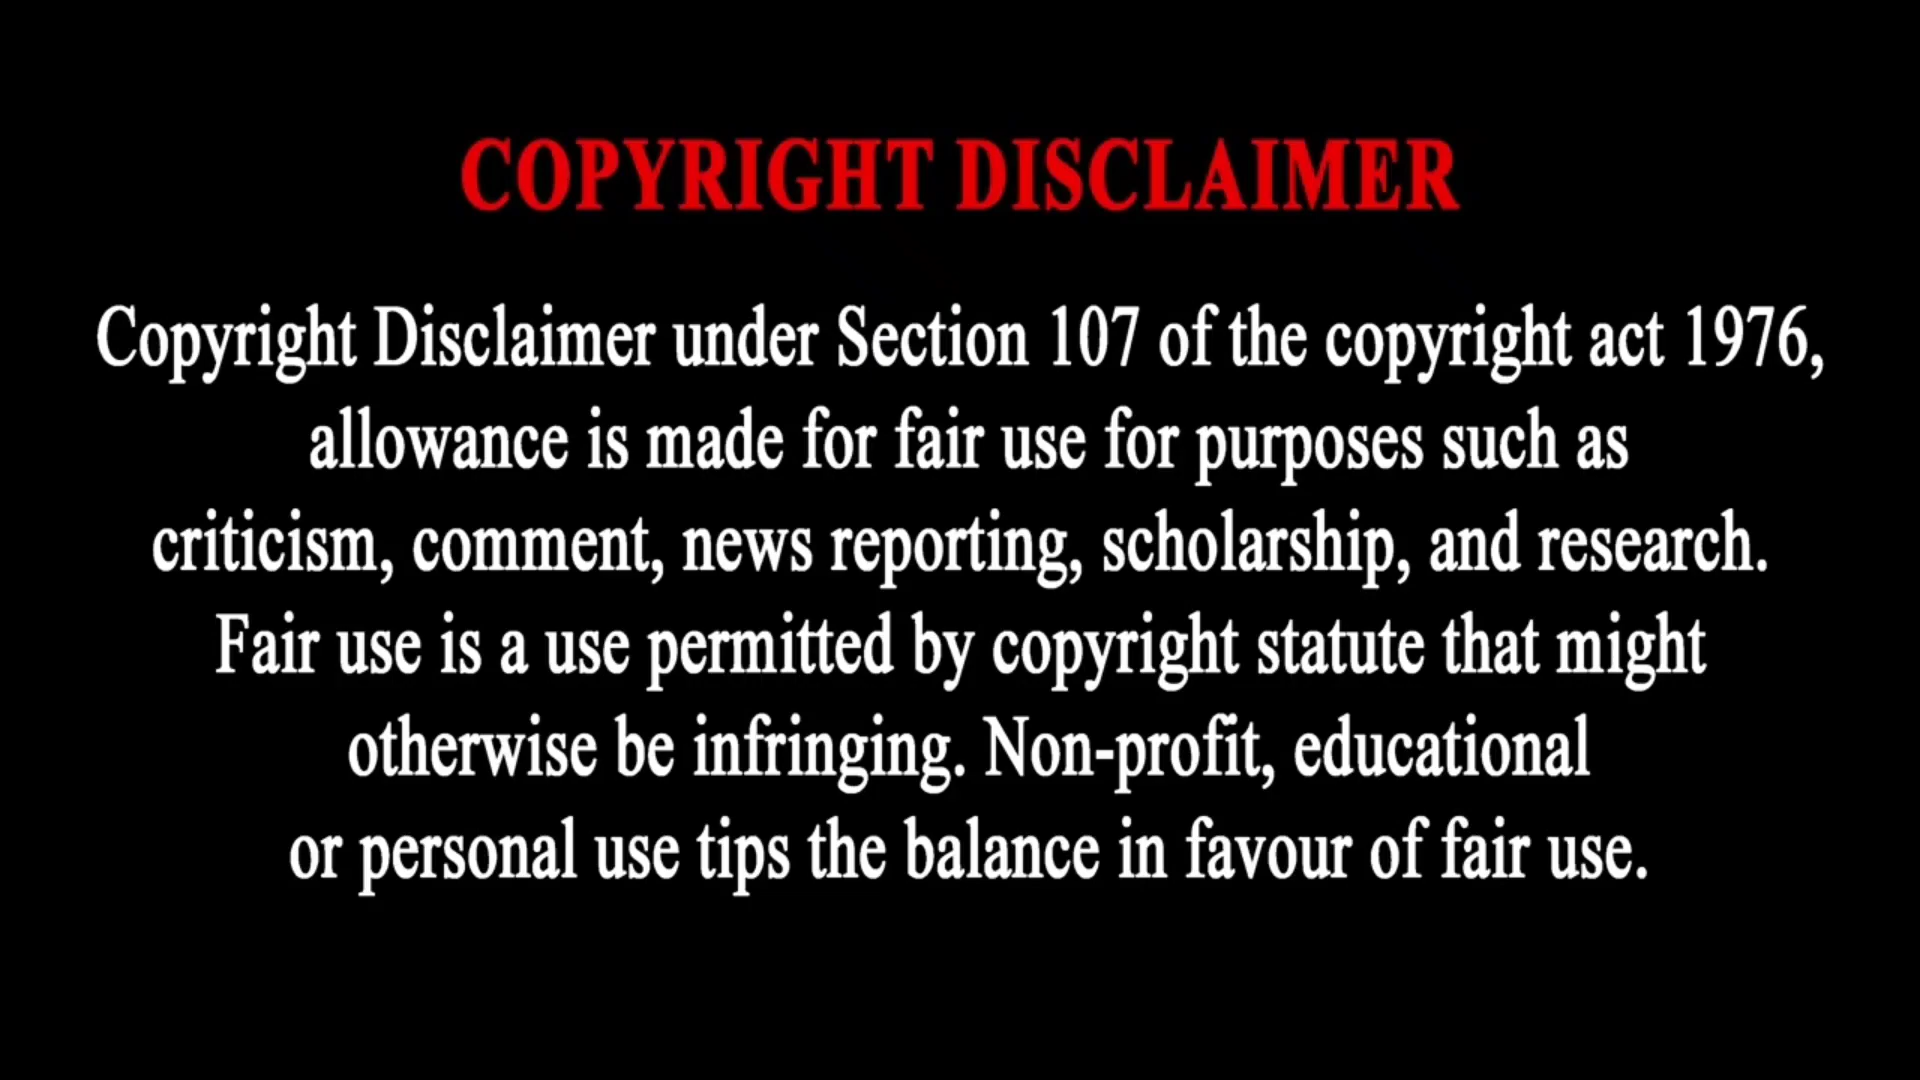 COPYRIGHT DISCLAIMER
Copyright Disclaimer under Section 107 of the copyright act 1976,
allowance is made for fair use for purposes such as
criticism, comment, news reporting, scholarship, and research.
Fair use is a use permitted by copyright statute that might
otherwise be infringing. Non-profit, educational
or personal use tips the balance in favour of fair use.